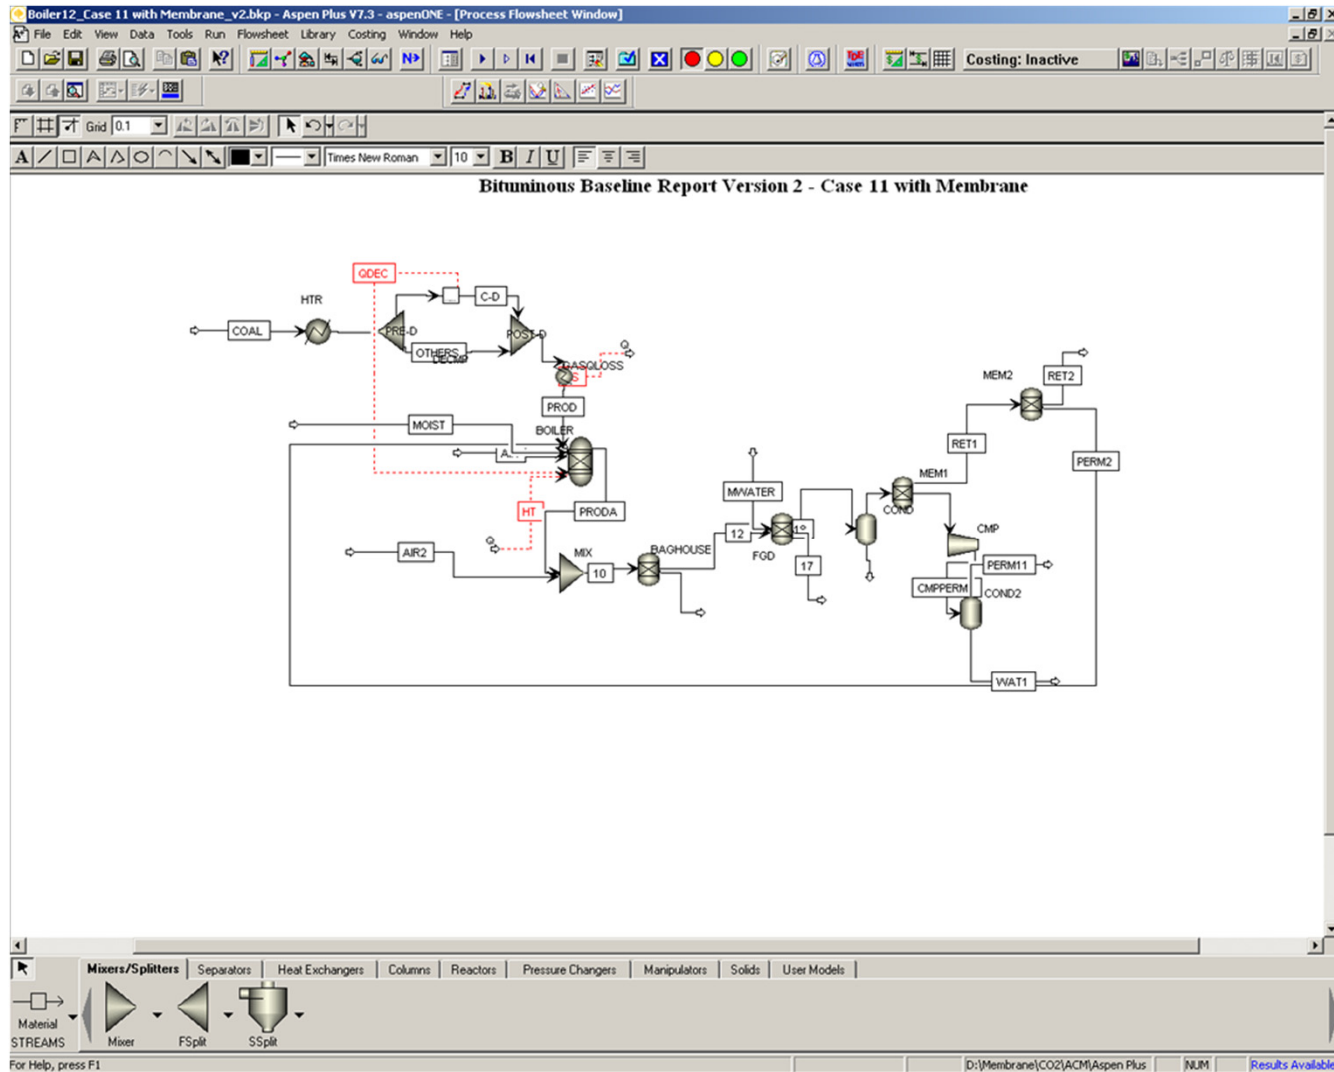 Boiler12_Case 11 with Membrane_v2.bkp - Aspen Plus V7.3 - aspenONE - [Process Flowsheet Window]
File Edit View Data Tools Run Flowsheet Library Costing Window Help
N> Costing: Inactive
Grid 0.1
A Times New Roman 10 B I U
Bituminous Baseline Report Version 2 - Case 11 with Membrane
QDEC
HTR
C-D
COAL
PRE-D
POST-D
OTHERS
DECMP
Q
GASQLOSS
S
MEM2
RET2
PROD
MOIST
BOILER
RET1
PERM2
MEM1
MWATER
HT
PRODA
COND
CMP
12
FGD
Q
AIR2
MIX
BAGHOUSE
10
17
PERM11
CMPPERM
COND2
WAT1
Mixers/Splitters Separators Heat Exchangers Columns Reactors Pressure Changers Manipulators Solids User Models
Material
STREAMS
Mixer FSplit SSplit
For Help, press F1
D:\Membrane\CO2\ACM\Aspen Plus NUM Results Available